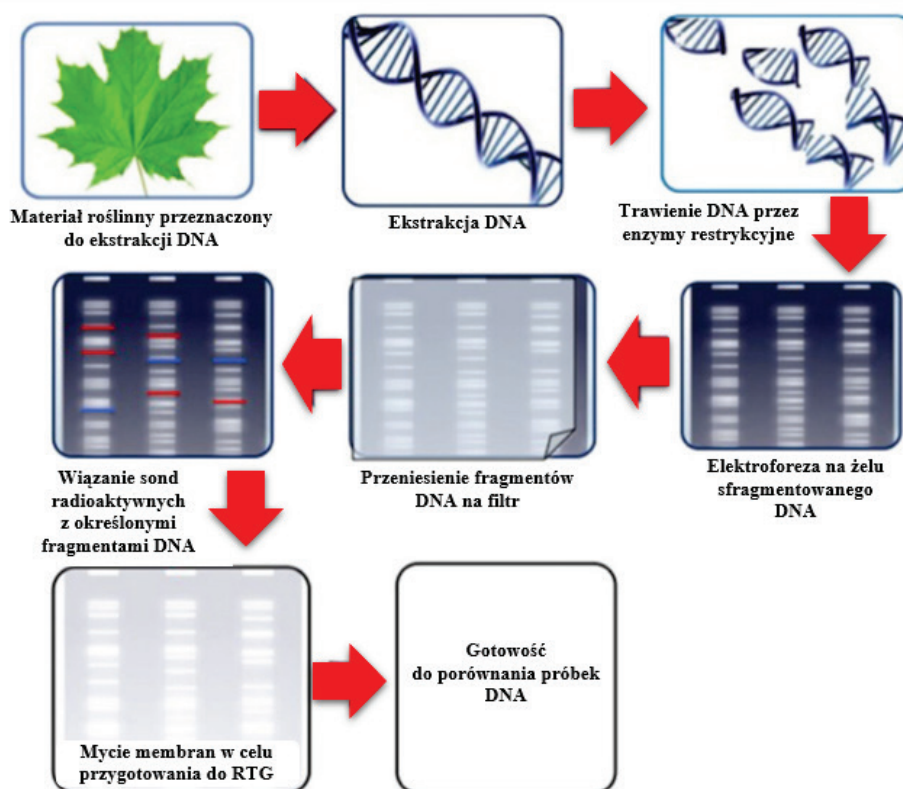 Materiał roślinny przeznaczony
do ekstrakcji DNA
Ekstrakcja DNA
Trawienie DNA przez
enzymy restrykcyjne
Elektroforeza na żelu
sfragmentowanego
DNA
Przeniesienie fragmentów
DNA na filtr
Wiązanie sond
radioaktywnych
z określonymi
fragmentami DNA
Mycie membran w celu
przygotowania do RTG
Gotowość
do porównania próbek
DNA